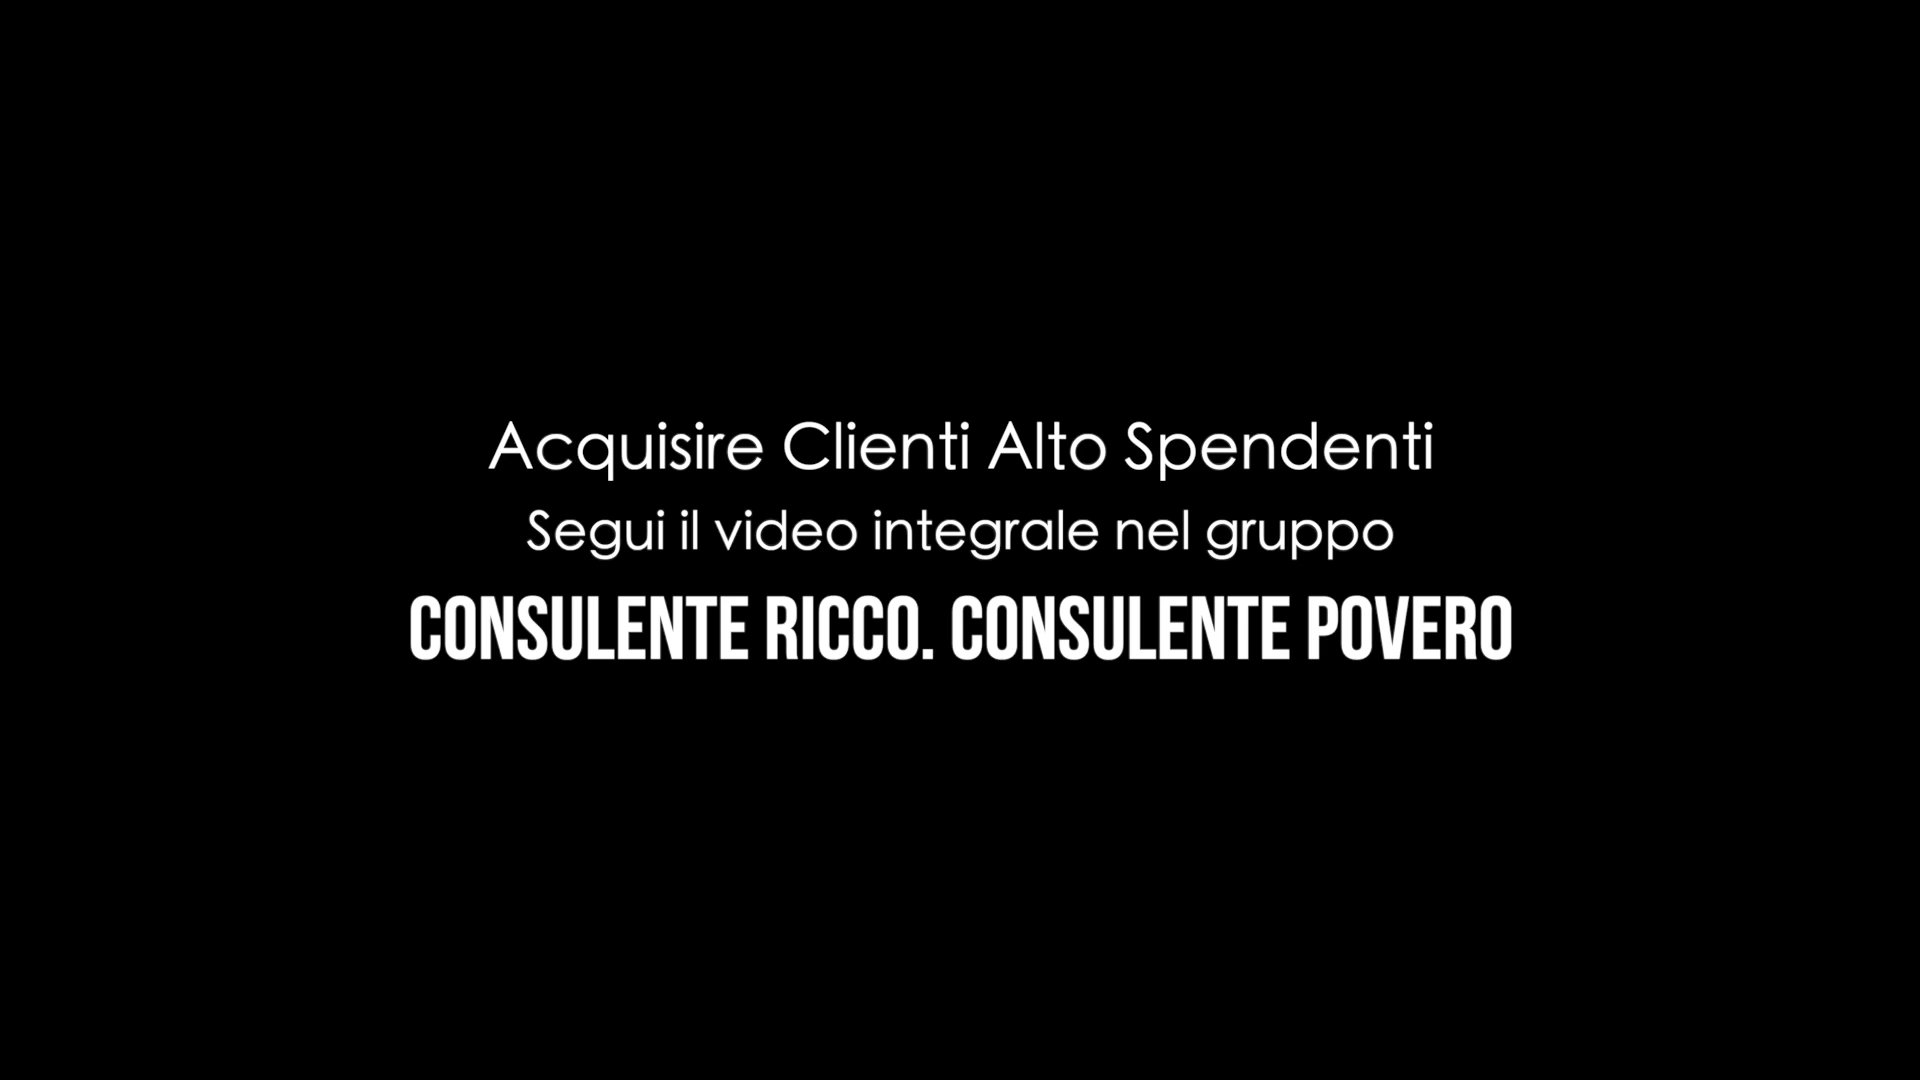 Acquisire Clienti Alto Spendenti
Segui il video integrale nel gruppo
CONSULENTE RICCO. CONSULENTE POVERO